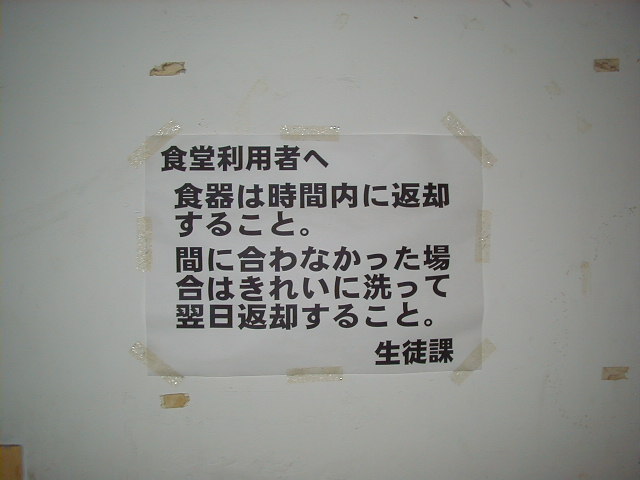 食堂利用者へ
食器は時間内に返却
すること。
間に合わなかった場
合はきれいに洗って
翌日返却すること。
生徒課